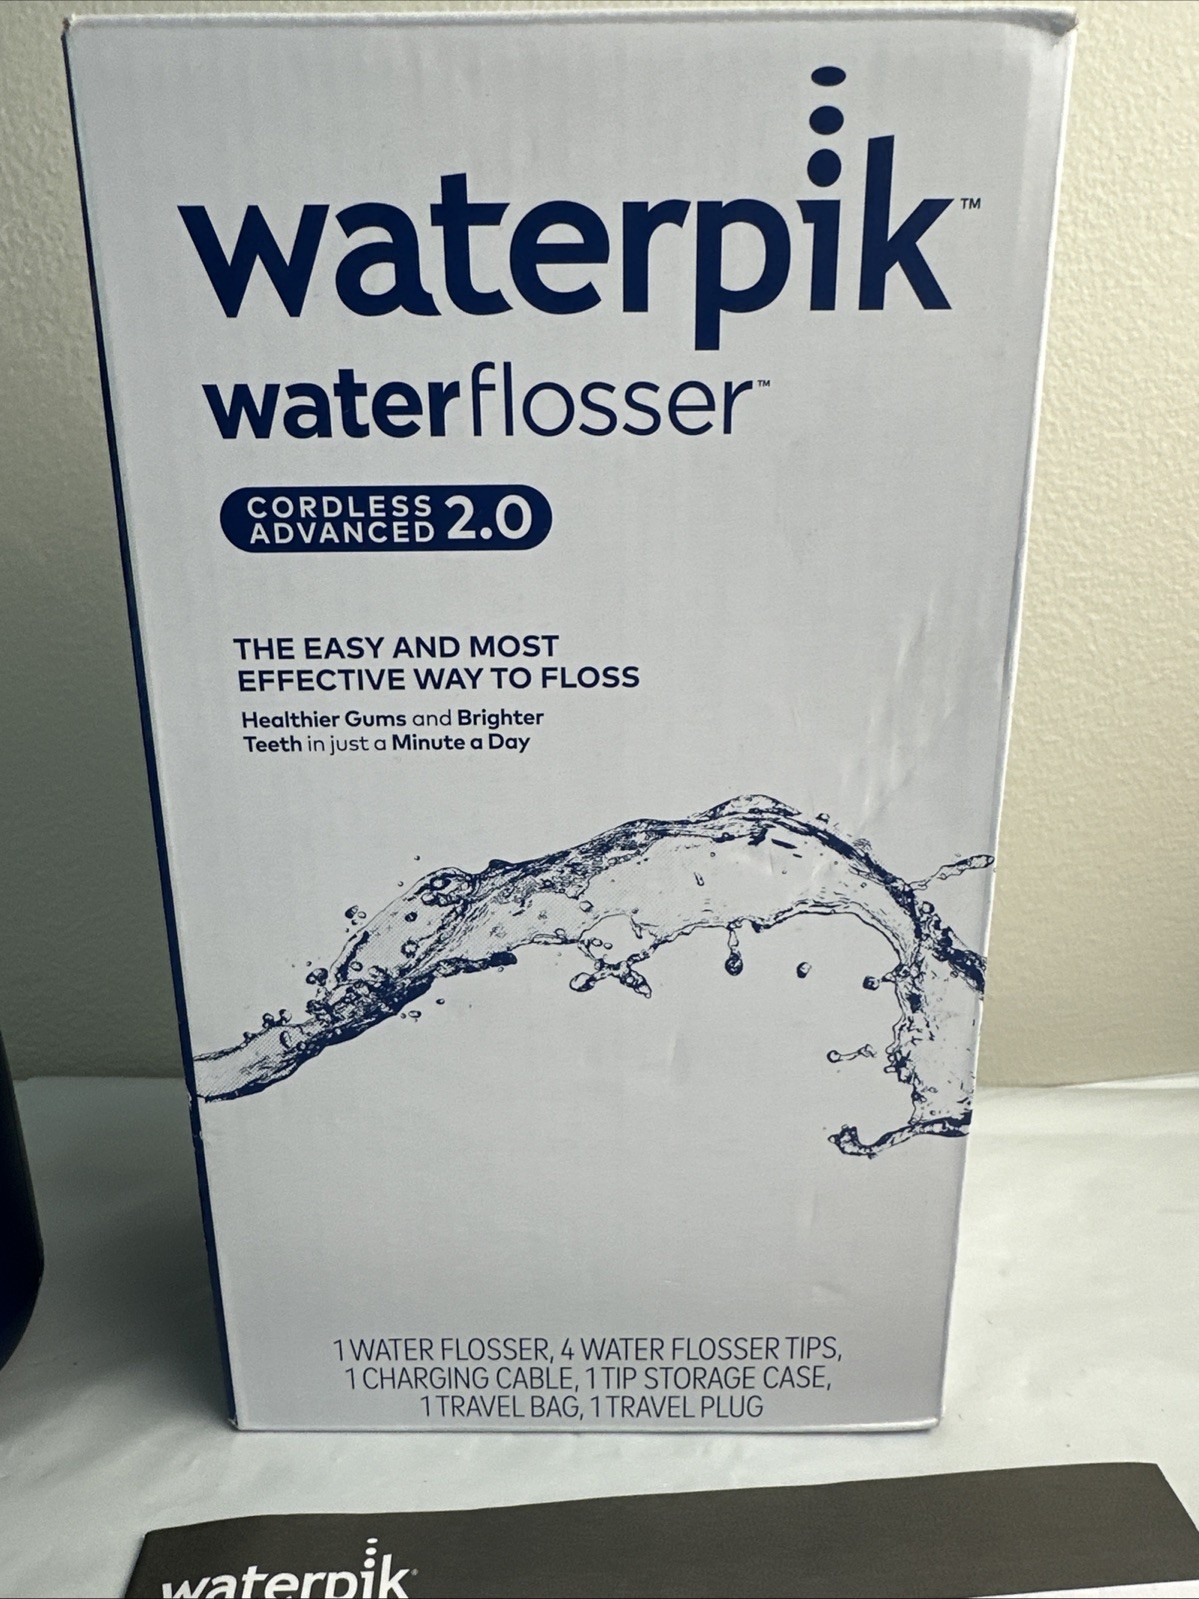 waterpik™
waterflosser™
CORDLESS
ADVANCED 2.0
THE EASY AND MOST
EFFECTIVE WAY TO FLOSS
Healthier Gums and Brighter
Teeth in just a Minute a Day
1 WATER FLOSSER, 4 WATER FLOSSER TIPS,
1 CHARGING CABLE, 1 TIP STORAGE CASE,
1 TRAVEL BAG, 1 TRAVEL PLUG
waterpik®